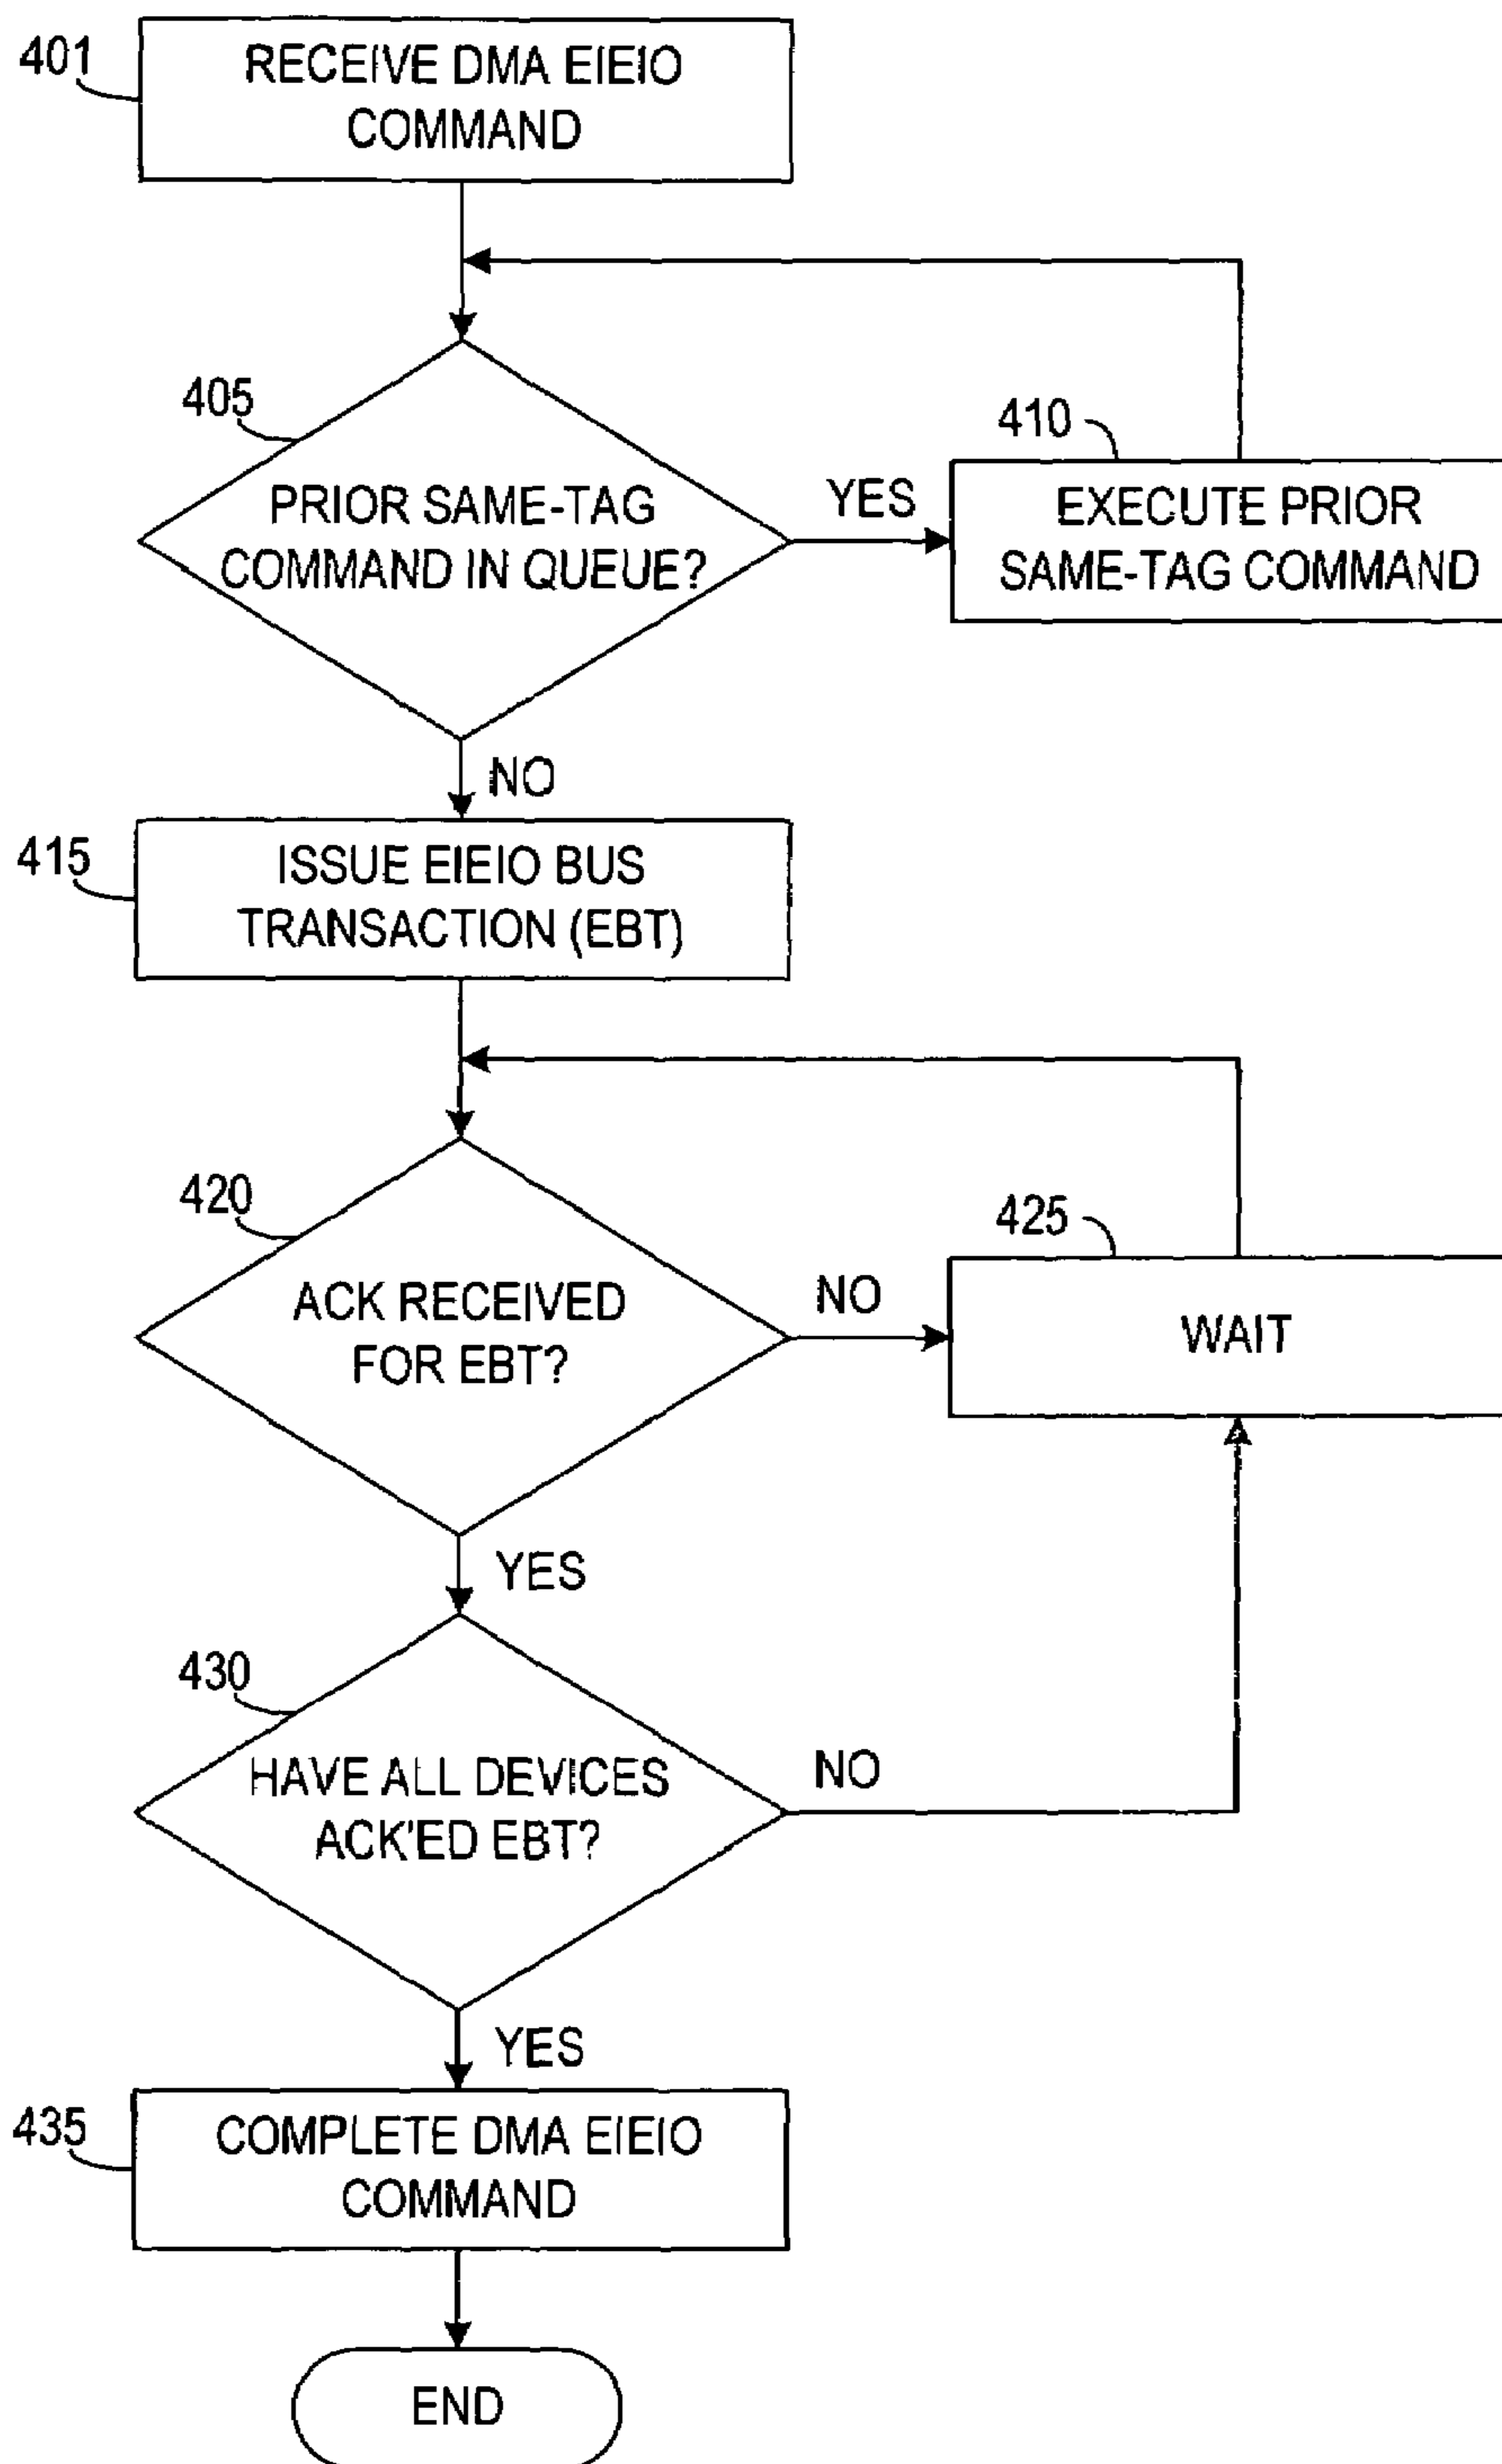 401
RECEIVE DMA EIEIO
COMMAND
405
PRIOR SAME-TAG
COMMAND IN QUEUE?
YES
410
EXECUTE PRIOR
SAME-TAG COMMAND
NO
415
ISSUE EIEIO BUS
TRANSACTION (EBT)
420
ACK RECEIVED
FOR EBT?
NO
425
WAIT
YES
430
HAVE ALL DEVICES
ACK'ED EBT?
NO
YES
435
COMPLETE DMA EIEIO
COMMAND
END